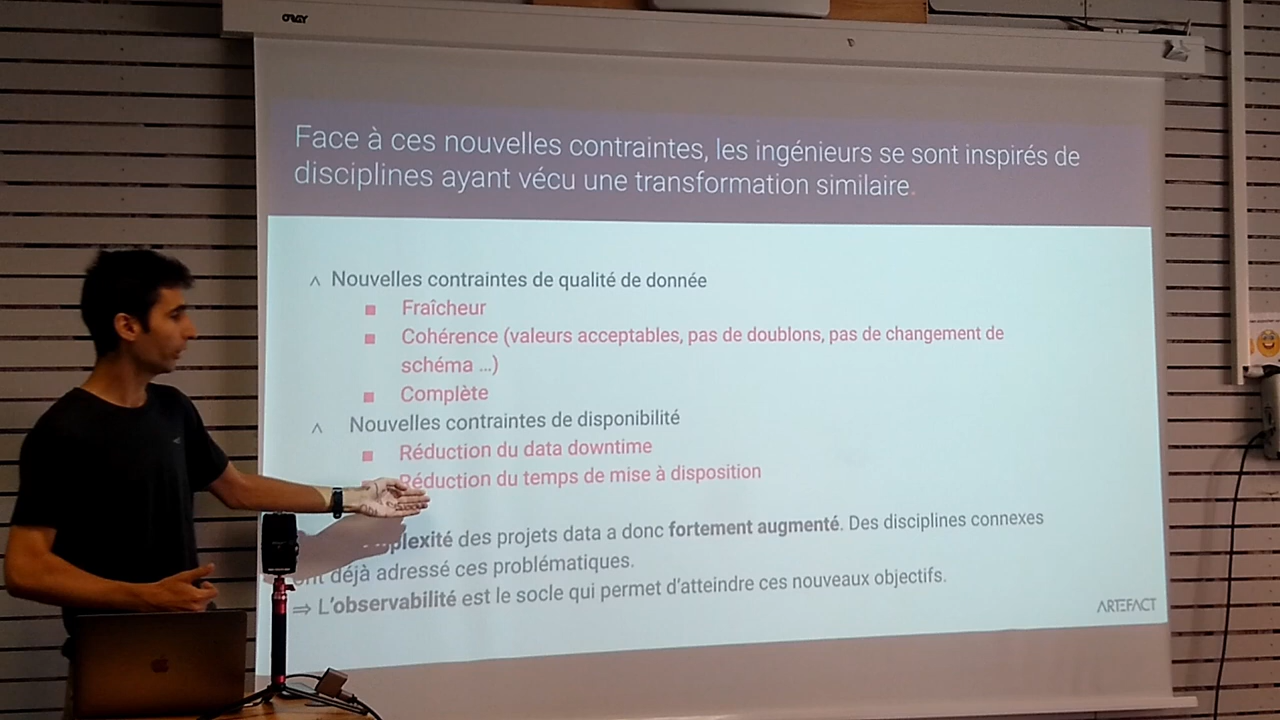 ORAY
Face à ces nouvelles contraintes, les ingénieurs se sont inspirés de
disciplines ayant vécu une transformation similaire.
Nouvelles contraintes de qualité de donnée
Fraîcheur
Cohérence (valeurs acceptables, pas de doublons, pas de changement de
schéma ...)
Complète
Nouvelles contraintes de disponibilité
Réduction du data downtime
Réduction du temps de mise à disposition
plexité des projets data a donc fortement augmenté. Des disciplines connexes
ont déjà adressé ces problématiques.
⇒ L'observabilité est le socle qui permet d'atteindre ces nouveaux objectifs.
ARTEFACT